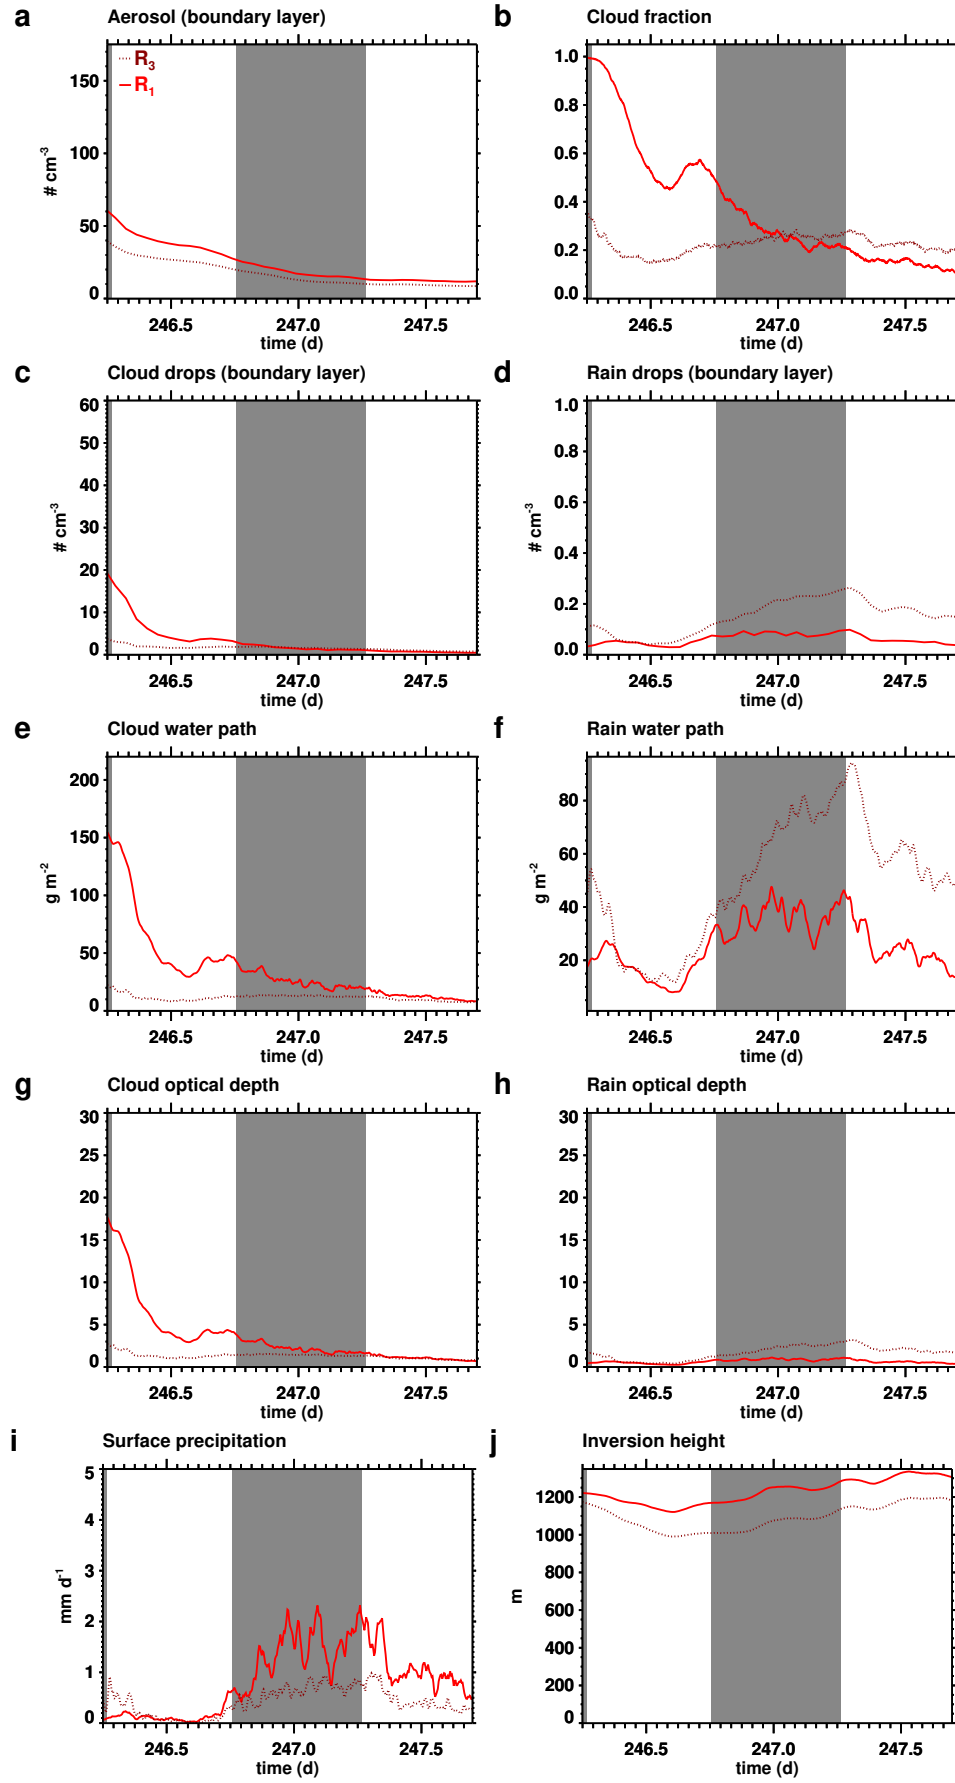 a Aerosol (boundary layer)
R3
R1
150
100
50
0
# cm-3
246.5 247.0 247.5
time (d)
b Cloud fraction
1.0
0.8
0.6
0.4
0.2
0.0
246.5 247.0 247.5
time (d)
c Cloud drops (boundary layer)
60
50
40
30
20
10
0
# cm-3
246.5 247.0 247.5
time (d)
d Rain drops (boundary layer)
1.0
0.8
0.6
0.4
0.2
0.0
# cm-3
246.5 247.0 247.5
time (d)
e Cloud water path
200
150
100
50
0
g m-2
246.5 247.0 247.5
time (d)
f Rain water path
80
60
40
20
g m-2
246.5 247.0 247.5
time (d)
g Cloud optical depth
30
25
20
15
10
5
0
246.5 247.0 247.5
time (d)
h Rain optical depth
30
25
20
15
10
5
0
246.5 247.0 247.5
time (d)
i Surface precipitation
5
4
3
2
1
0
mm d-1
246.5 247.0 247.5
time (d)
j Inversion height
1200
1000
800
600
400
200
0
m
246.5 247.0 247.5
time (d)